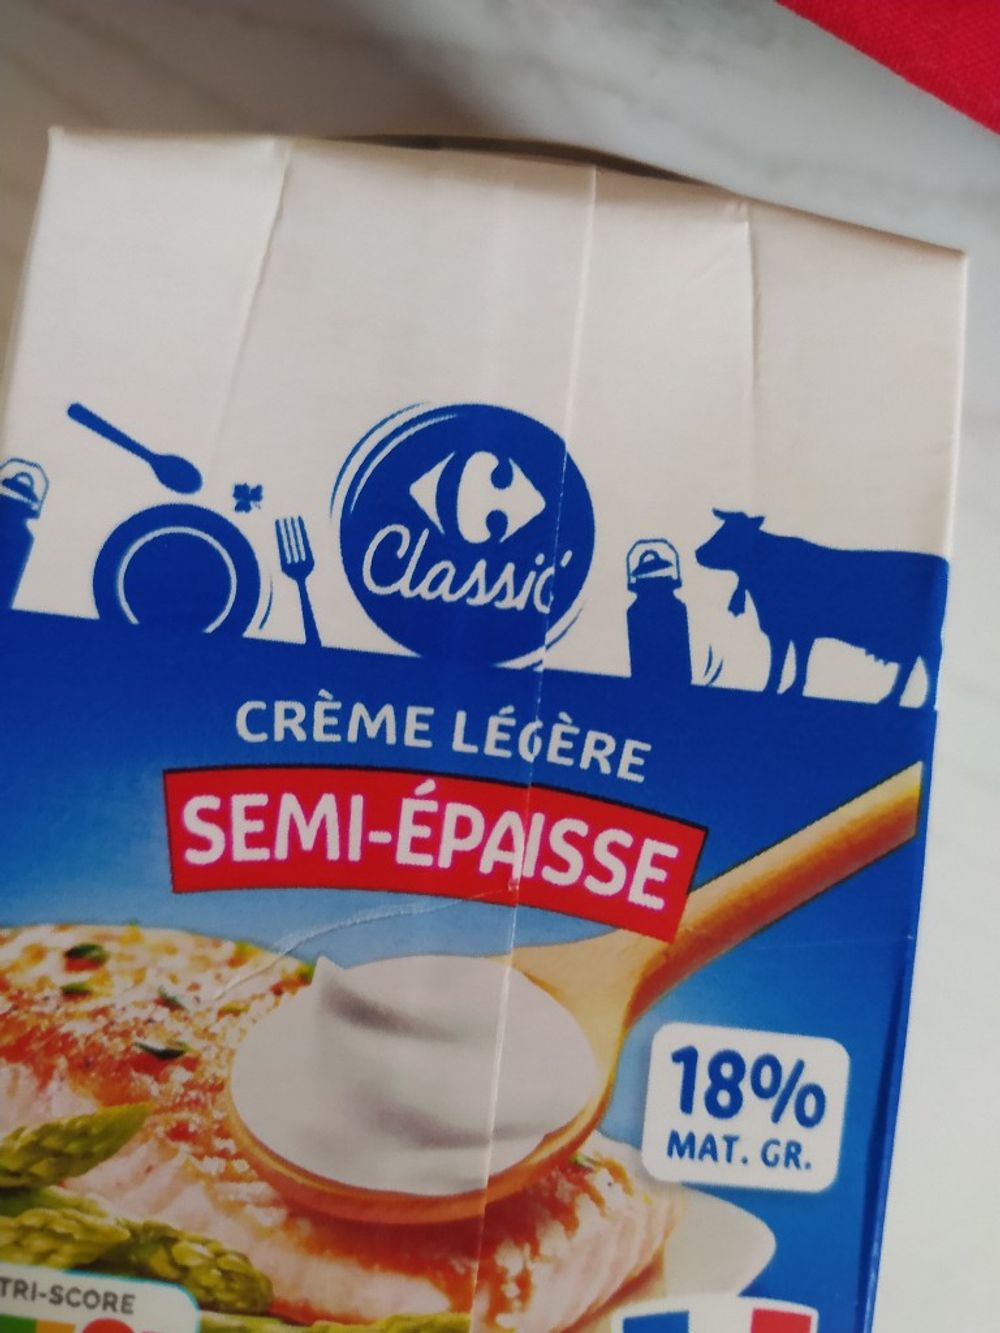 Classic'
CRÈME LÉGÈRE
SEMI-ÉPAISSE
18%
MAT. GR.
TRI-SCORE